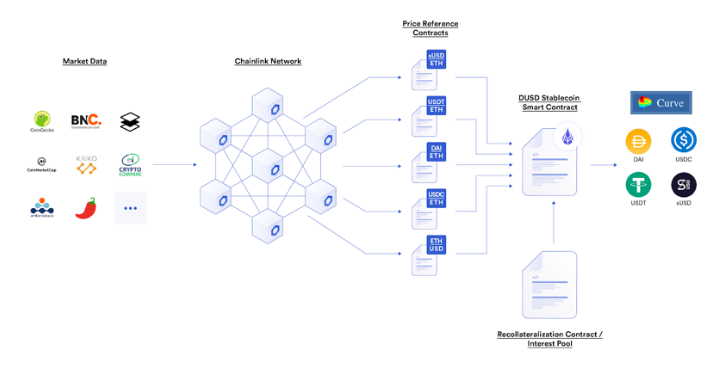 Market Data
CoinGecko
BNC.
CoinMarketCap
KAIKO
CRYPTO
COMPARE
Chainlink Network
Price Reference
Contracts
sUSD
ETH
USDT
ETH
DAI
ETH
USDC
ETH
ETH
USD
DUSD Stablecoin
Smart Contract
Recollateralization Contract /
Interest Pool
Curve
DAI
USDC
USDT
sUSD